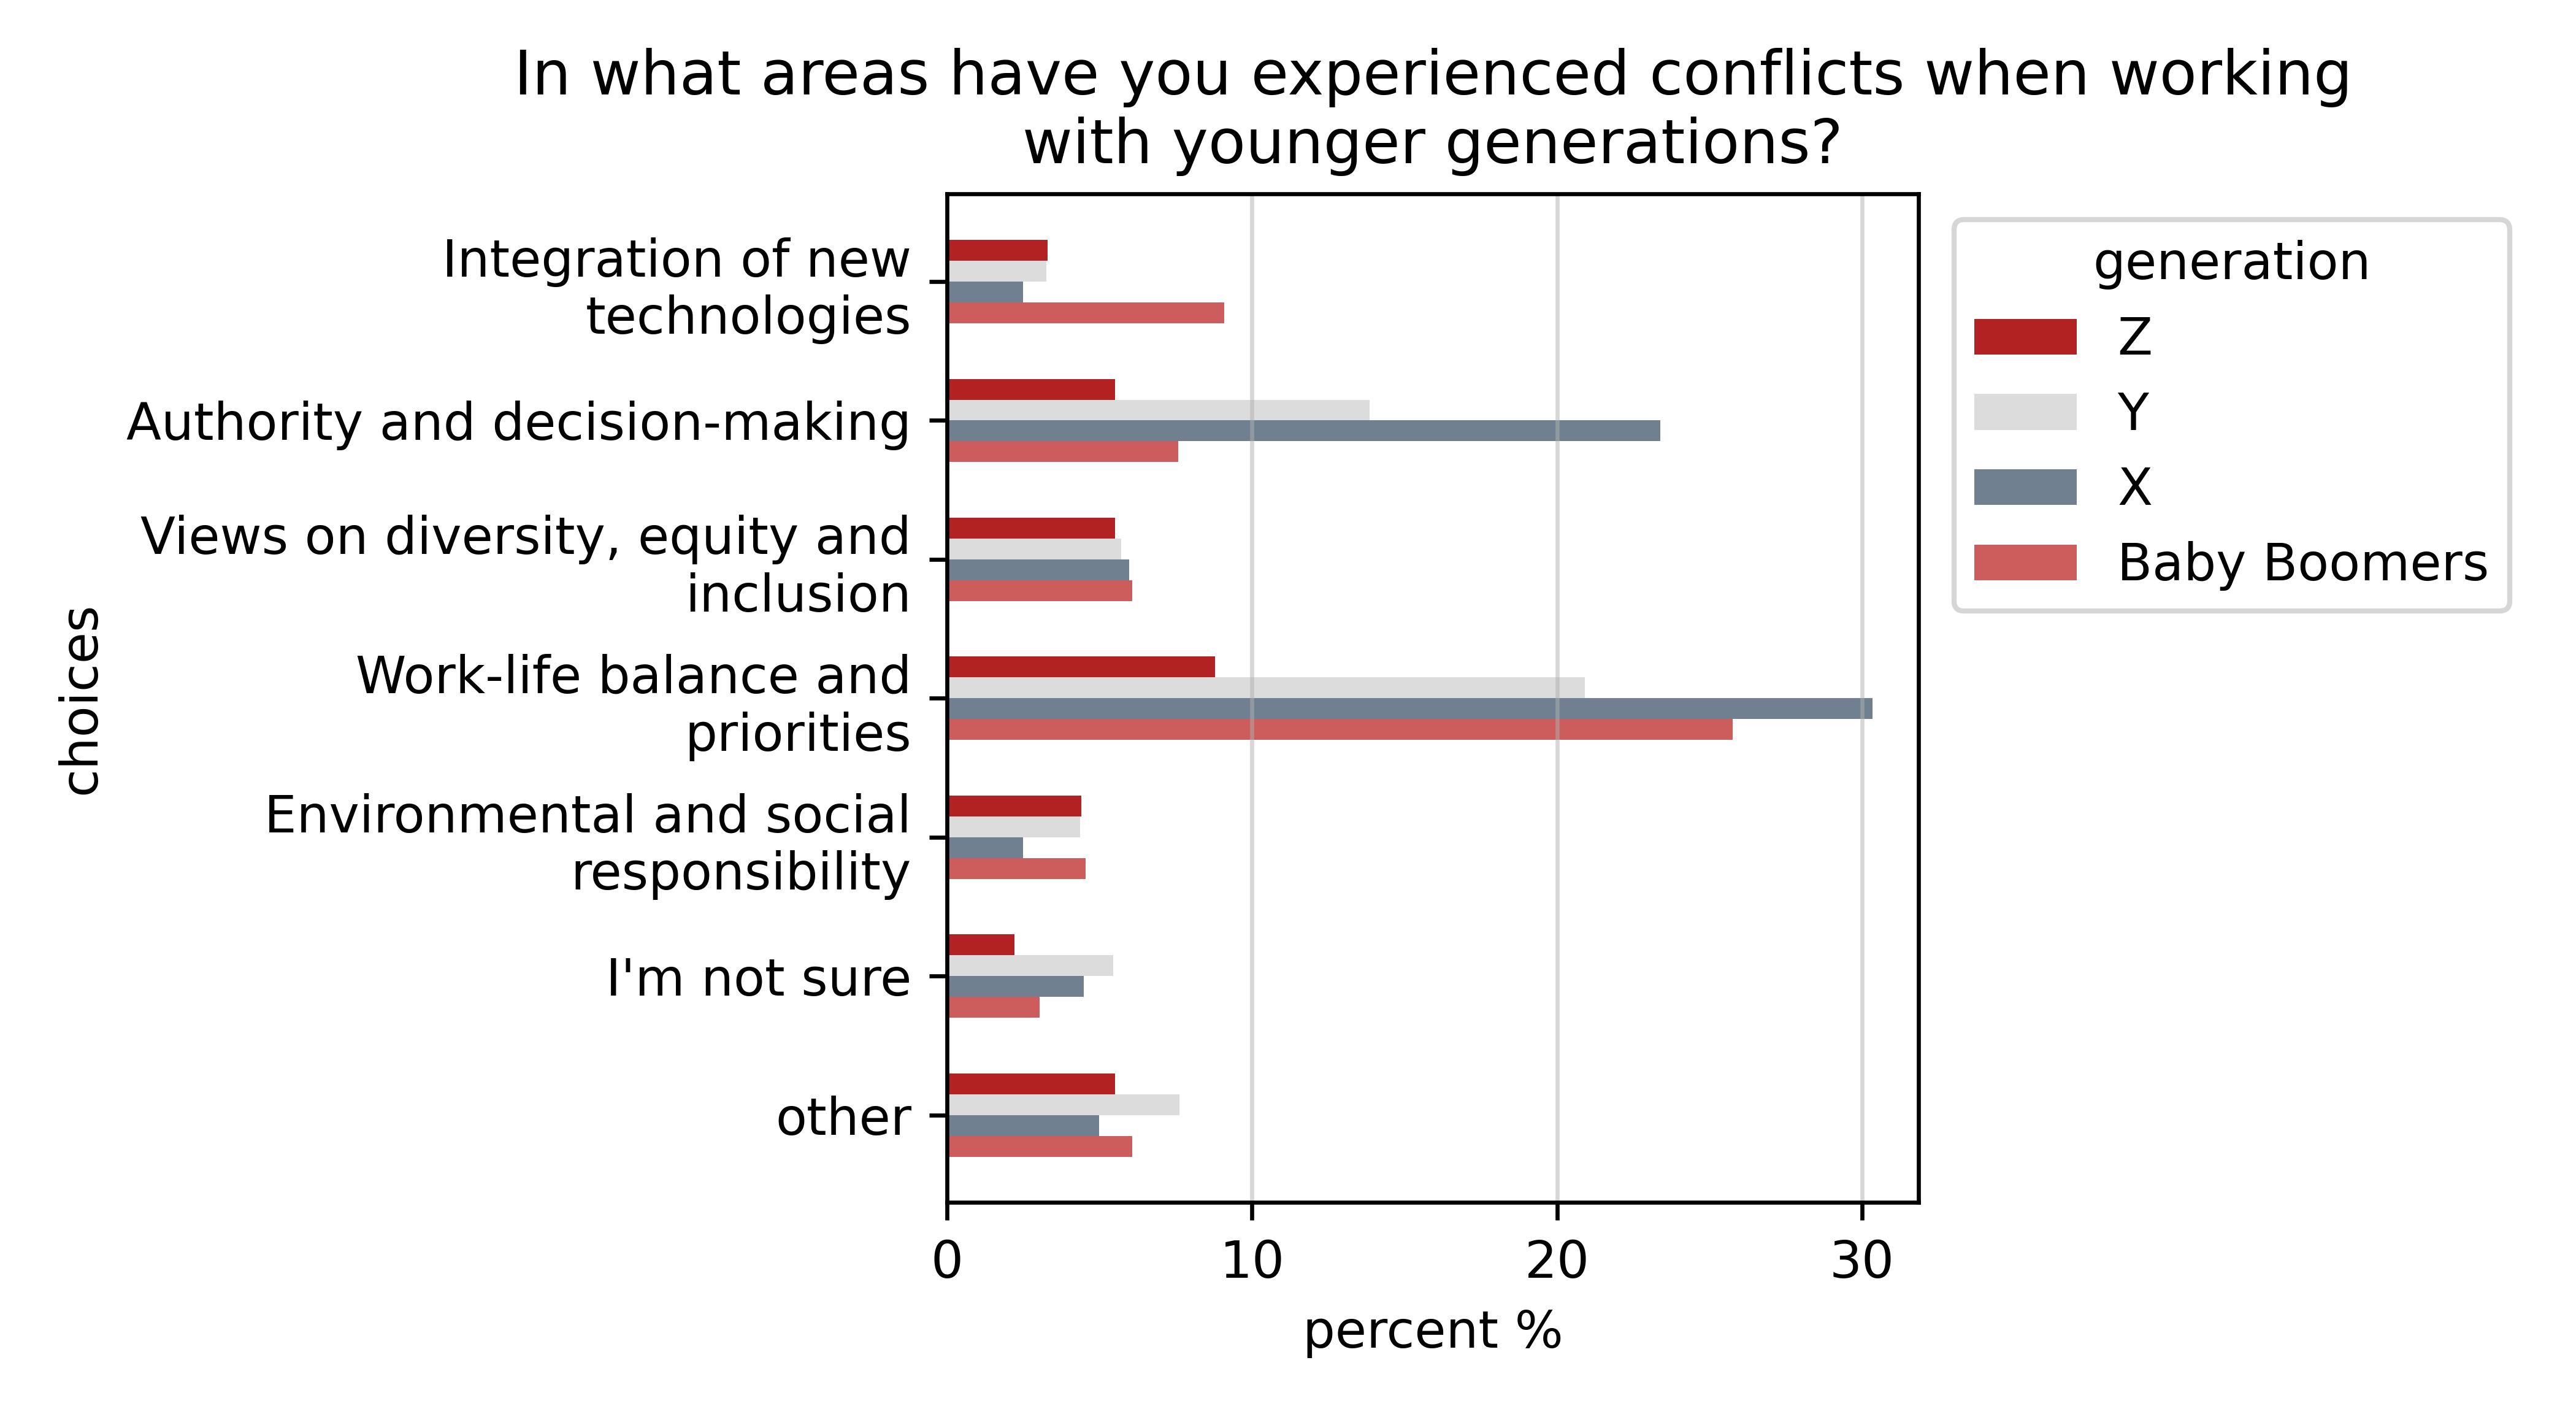 In what areas have you experienced conflicts when working
with younger generations?
choices
Integration of new
technologies
Authority and decision-making
Views on diversity, equity and
inclusion
Work-life balance and
priorities
Environmental and social
responsibility
I'm not sure
other
0 10 20 30
percent %
generation
Z
Y
X
Baby Boomers